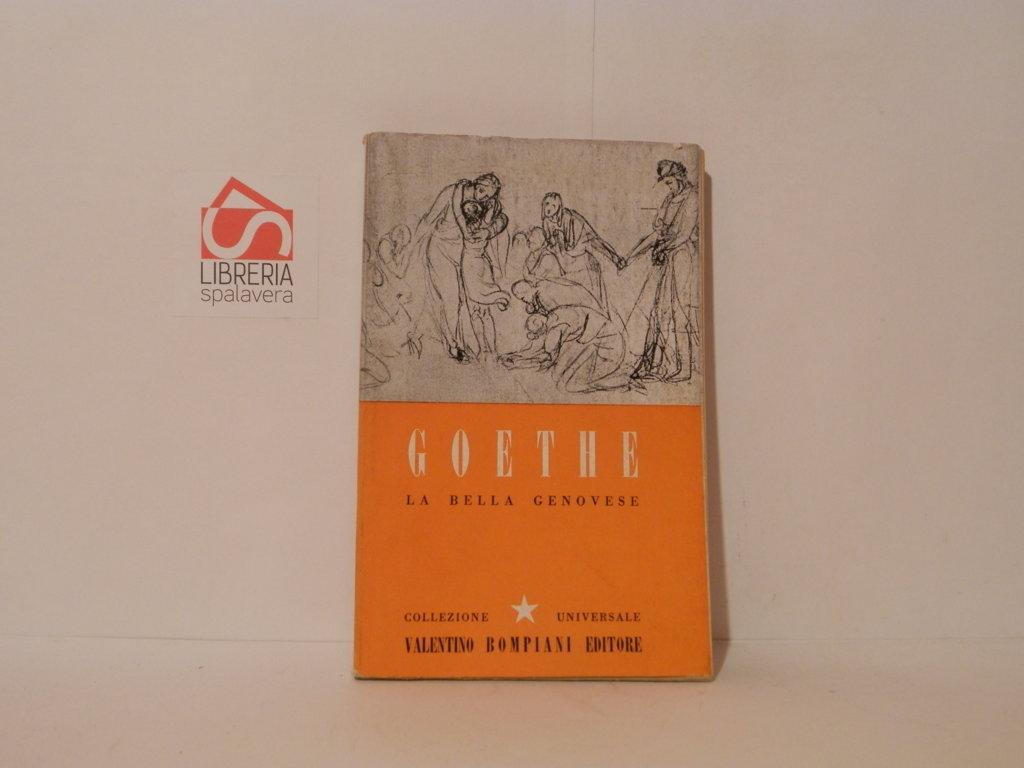 LIBRERIA
spalavera
GOETHE
LA BELLA GENOVESE
COLLEZIONE UNIVERSALE
VALENTINO BOMPIANI EDITORE